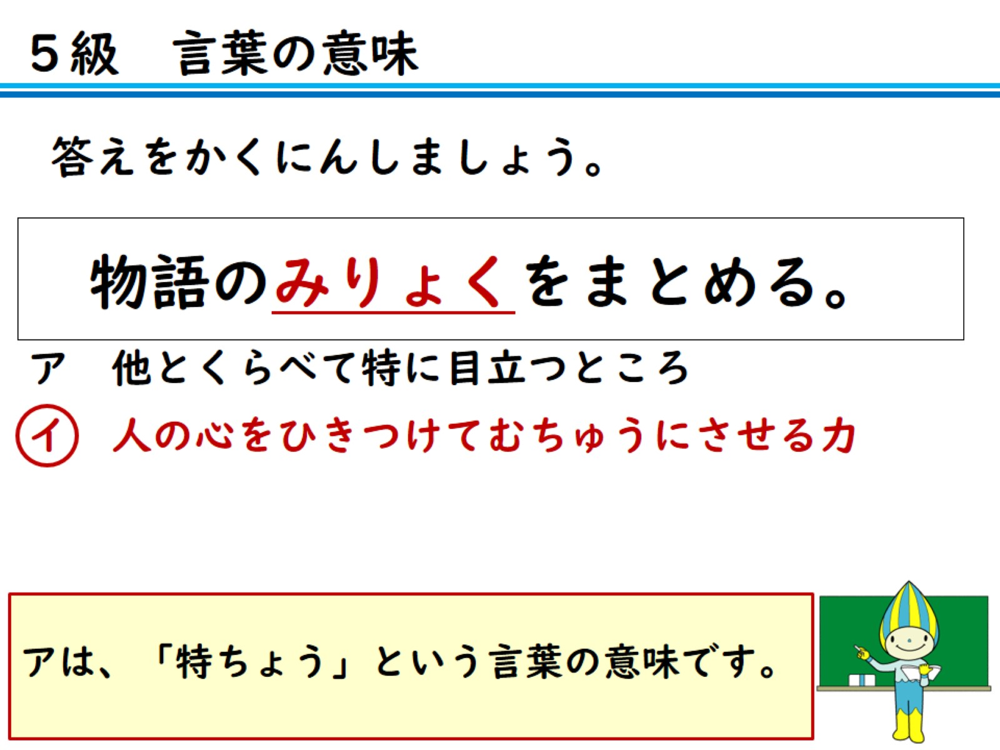 ５級　言葉の意味
答えをかくにんしましょう。
物語のみりょくをまとめる。
ア　他とくらべて特に目立つところ
イ　人の心をひきつけてむちゅうにさせる力
アは、「特ちょう」という言葉の意味です。